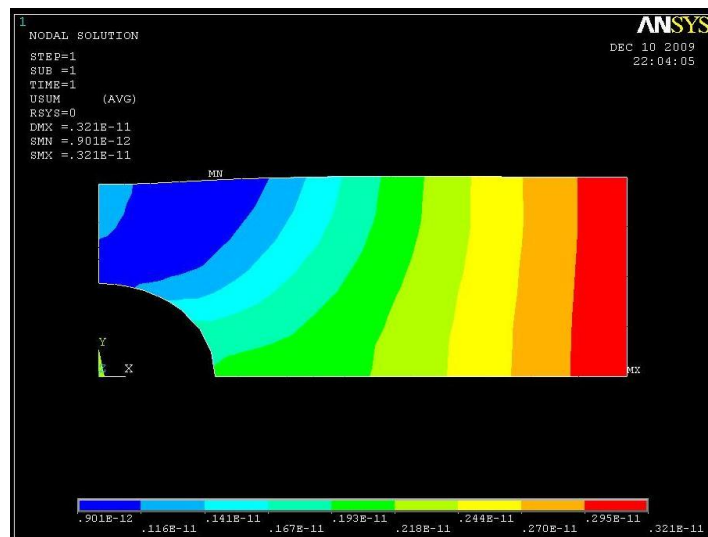 1
NODAL SOLUTION
STEP=1
SUB =1
TIME=1
USUM (AVG)
RSYS=0
DMX =.321E-11
SMN =.901E-12
SMX =.321E-11
ANSYS
DEC 10 2009
22:04:05
MN
Y
Z X
MX
.901E-12 .141E-11 .193E-11 .244E-11 .295E-11
.116E-11 .167E-11 .218E-11 .270E-11 .321E-11